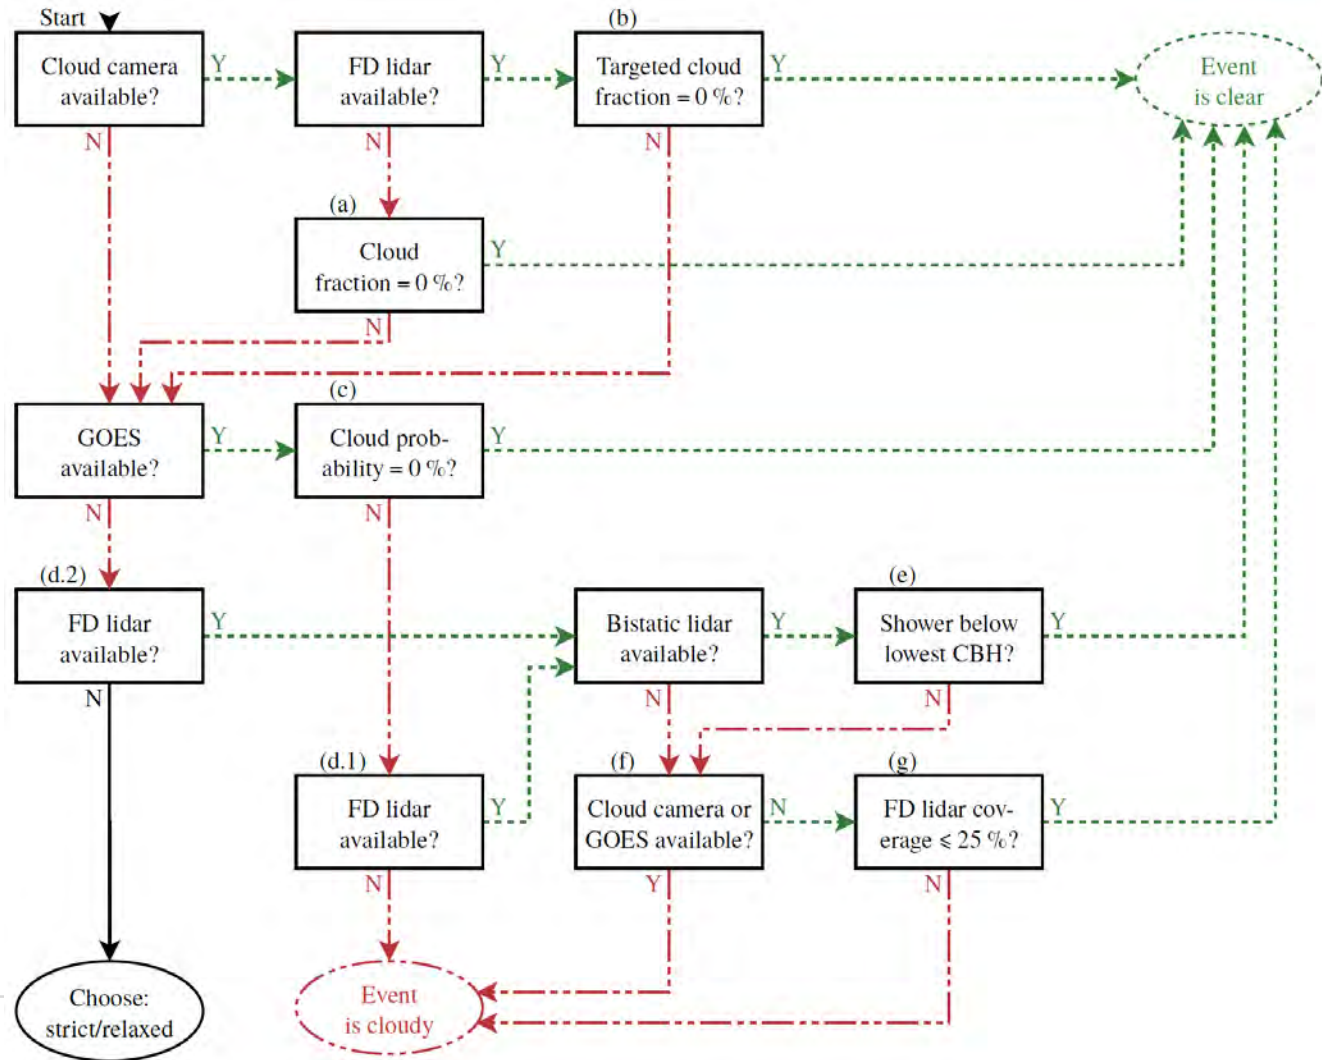 Start
(b)
Cloud camera
available?
Y
FD lidar
available?
Y
Targeted cloud
fraction = 0 %?
Y
Event
is clear
N
N
N
(a)
Cloud
fraction = 0 %?
Y
N
(c)
GOES
available?
Y
Cloud prob-
ability = 0 %?
Y
N
N
(d.2)
(e)
FD lidar
available?
Y
Bistatic lidar
available?
Y
Shower below
lowest CBH?
Y
N
N
N
(d.1)
(f)
(g)
FD lidar
available?
Y
Cloud camera or
GOES available?
N
FD lidar cov-
erage ⩽ 25 %?
Y
N
Y
N
Choose:
strict/relaxed
Event
is cloudy